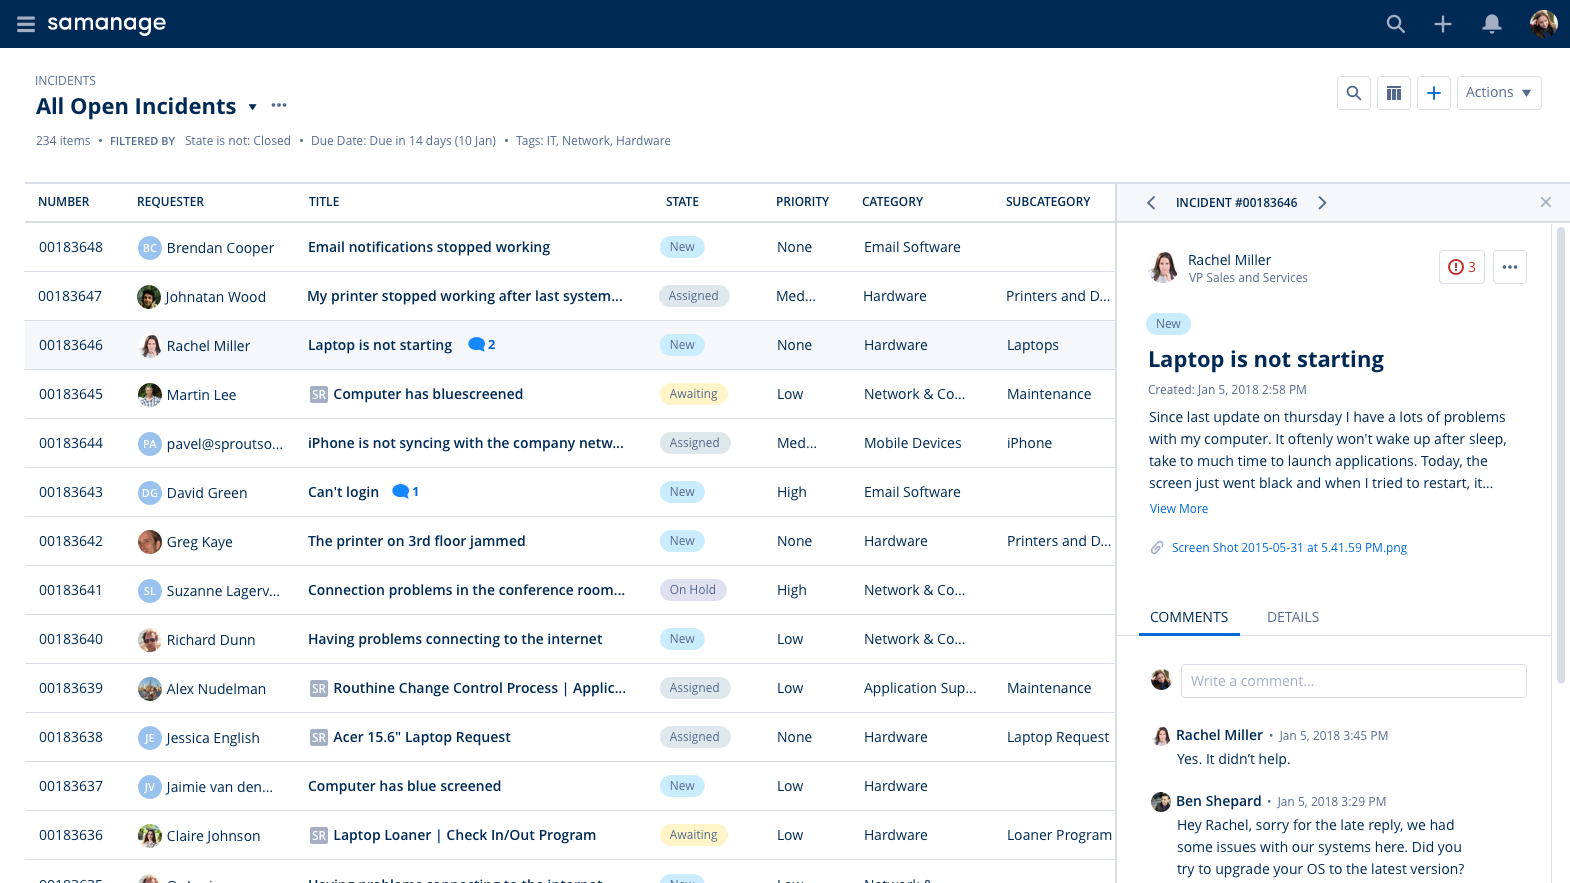 samanage
INCIDENTS
All Open Incidents
234 items • FILTERED BY State is not: Closed • Due Date: Due in 14 days (10 Jan) • Tags: IT, Network, Hardware
Actions
NUMBER REQUESTER TITLE STATE PRIORITY CATEGORY SUBCATEGORY
00183648 BC Brendan Cooper Email notifications stopped working New None Email Software
00183647 Johnatan Wood My printer stopped working after last system... Assigned Med... Hardware Printers and D...
00183646 Rachel Miller Laptop is not starting 2 New None Hardware Laptops
00183645 Martin Lee SR Computer has bluescreened Awaiting Low Network & Co... Maintenance
00183644 PA pavel@sproutso... iPhone is not syncing with the company netw... Assigned Med... Mobile Devices iPhone
00183643 DG David Green Can't login 1 New High Email Software
00183642 Greg Kaye The printer on 3rd floor jammed New None Hardware Printers and D...
00183641 SL Suzanne Lagerv... Connection problems in the conference room... On Hold High Network & Co...
00183640 Richard Dunn Having problems connecting to the internet New Low Network & Co...
00183639 Alex Nudelman SR Routhine Change Control Process | Applic... Assigned Low Application Sup... Maintenance
00183638 JE Jessica English SR Acer 15.6" Laptop Request Assigned None Hardware Laptop Request
00183637 JV Jaimie van den... Computer has blue screened New Low Hardware
00183636 Claire Johnson SR Laptop Loaner | Check In/Out Program Awaiting Low Hardware Loaner Program
INCIDENT #00183646
Rachel Miller
VP Sales and Services
3
New
Laptop is not starting
Created: Jan 5, 2018 2:58 PM
Since last update on thursday I have a lots of problems
with my computer. It oftenly won't wake up after sleep,
take to much time to launch applications. Today, the
screen just went black and when I tried to restart, it...
View More
Screen Shot 2015-05-31 at 5.41.59 PM.png
COMMENTS DETAILS
Write a comment...
Rachel Miller • Jan 5, 2018 3:45 PM
Yes. It didn’t help.
Ben Shepard • Jan 5, 2018 3:29 PM
Hey Rachel, sorry for the late reply, we had
some issues with our systems here. Did you
try to upgrade your OS to the latest version?